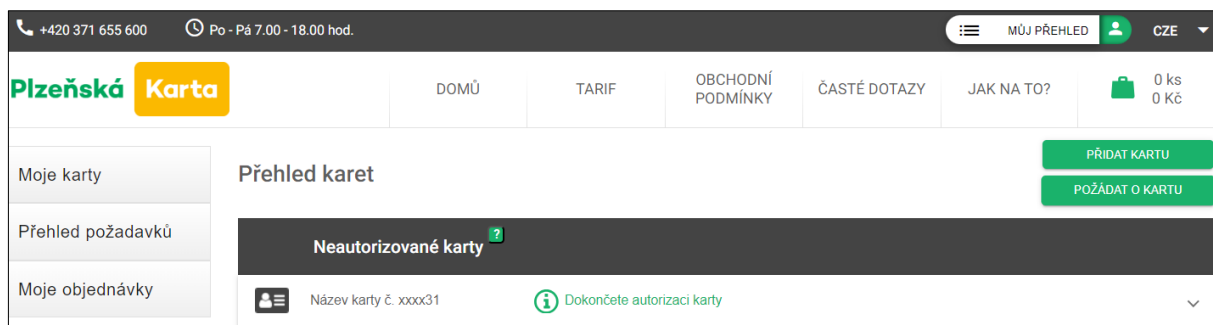 +420 371 655 600 Po - Pá 7.00 - 18.00 hod. MŮJ PŘEHLED CZE
Plzeňská Karta DOMŮ TARIF OBCHODNÍ PODMÍNKY ČASTÉ DOTAZY JAK NA TO? 0 ks
0 Kč
Moje karty
Přehled karet
PŘIDAT KARTU
POŽÁDAT O KARTU
Přehled požadavků
Neautorizované karty ?
Moje objednávky
Název karty č. xxxx31 Dokončete autorizaci karty